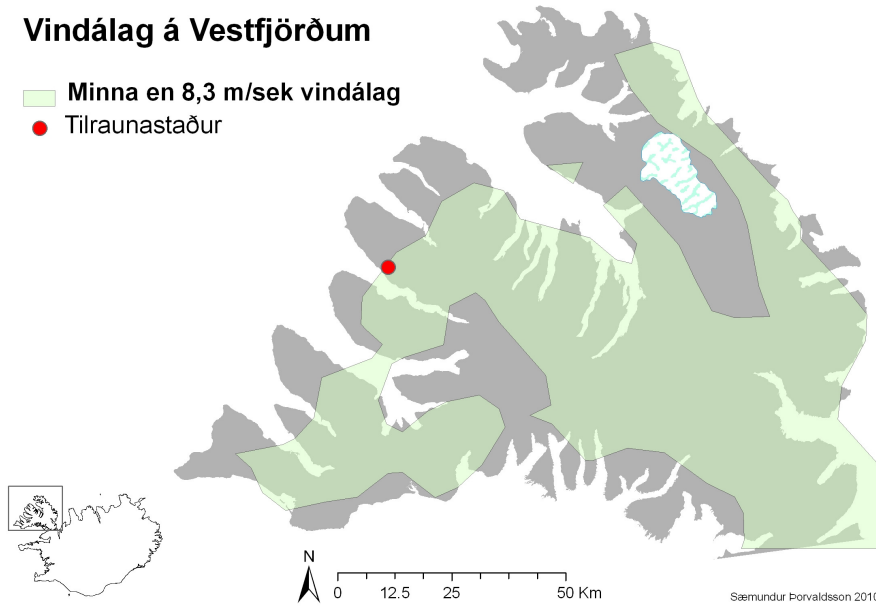 Vindálag á Vestfjörðum
Minna en 8,3 m/sek vindálag
Tilraunastaður
N
0 12.5 25 50 Km
Sæmundur Þorvaldsson 2010